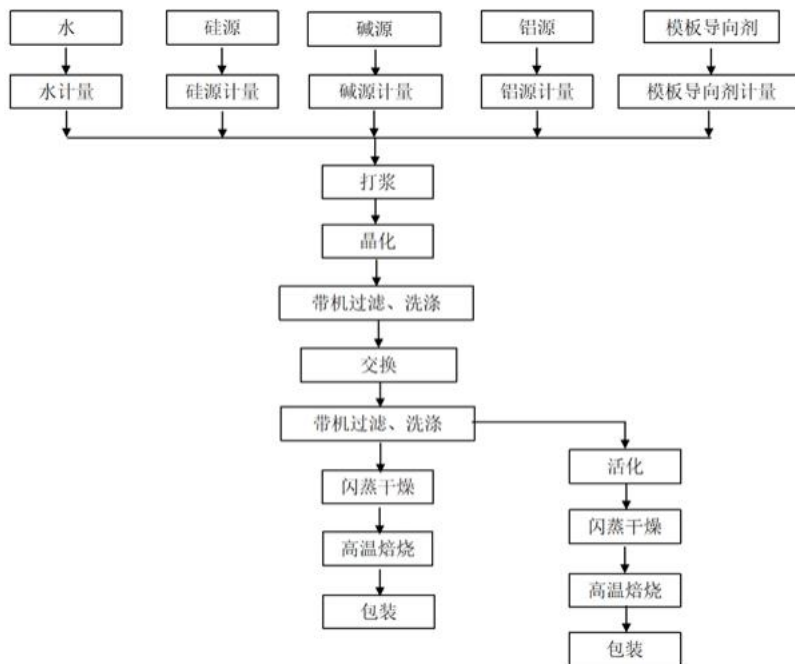 水
硅源
碱源
铝源
模板导向剂
水计量
硅源计量
碱源计量
铝源计量
模板导向剂计量
打浆
晶化
带机过滤、洗涤
交换
带机过滤、洗涤
活化
闪蒸干燥
闪蒸干燥
高温焙烧
高温焙烧
包装
包装